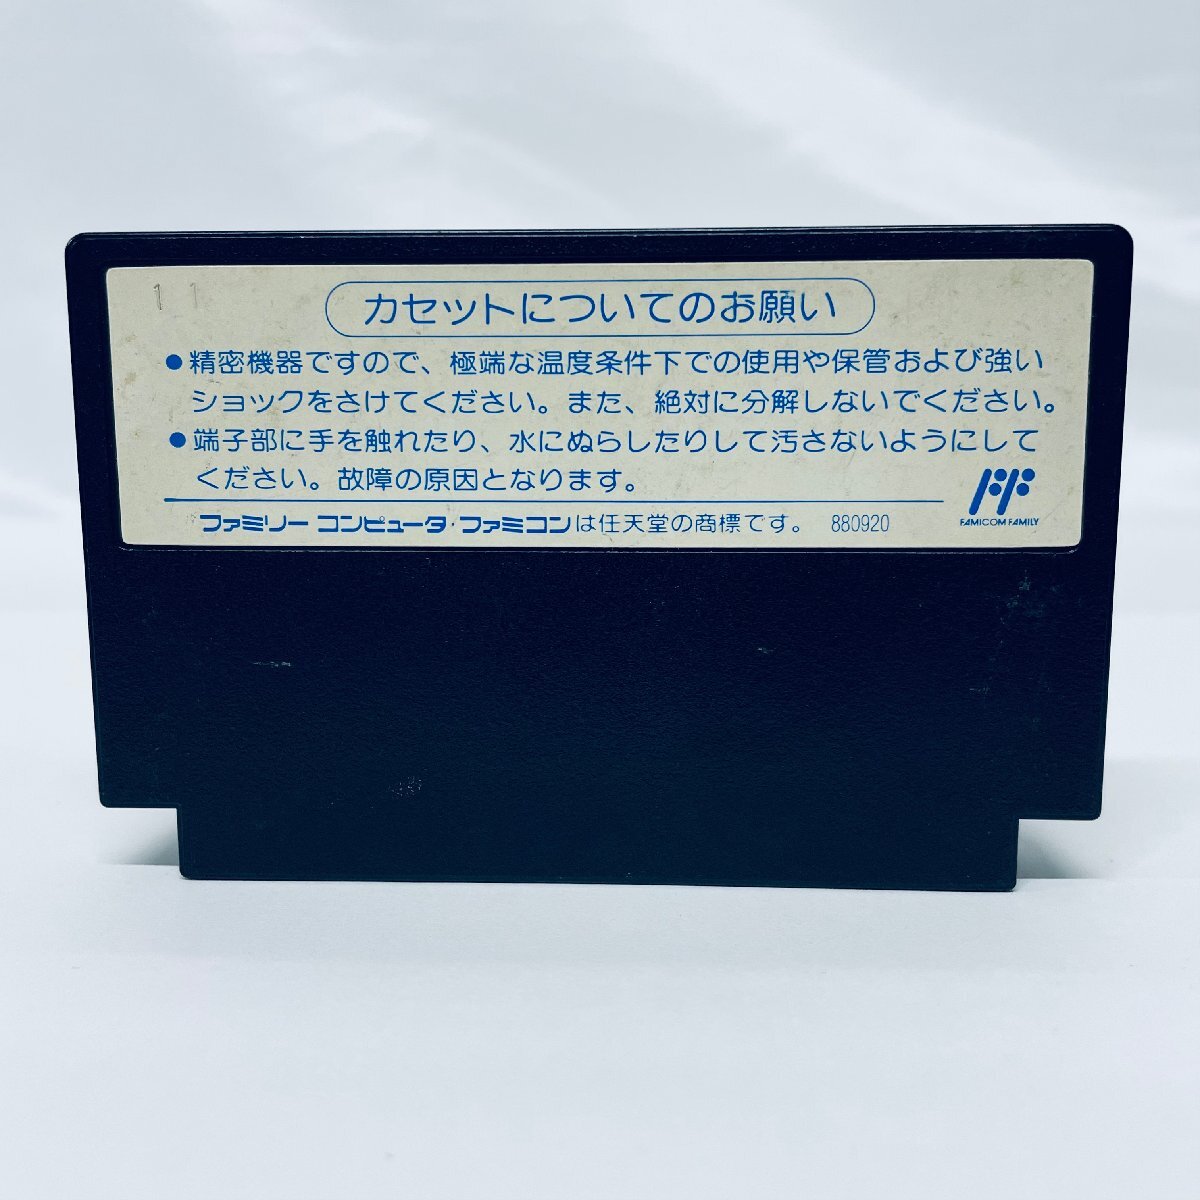 11
カセットについてのお願い
●精密機器ですので、極端な温度条件下での使用や保管および強い
ショックをさけてください。また、絶対に分解しないでください。
●端子部に手を触れたり、水にぬらしたりして汚さないようにして
ください。故障の原因となります。
ファミリーコンピュータ・ファミコンは任天堂の商標です。 880920
FAMICOM FAMILY